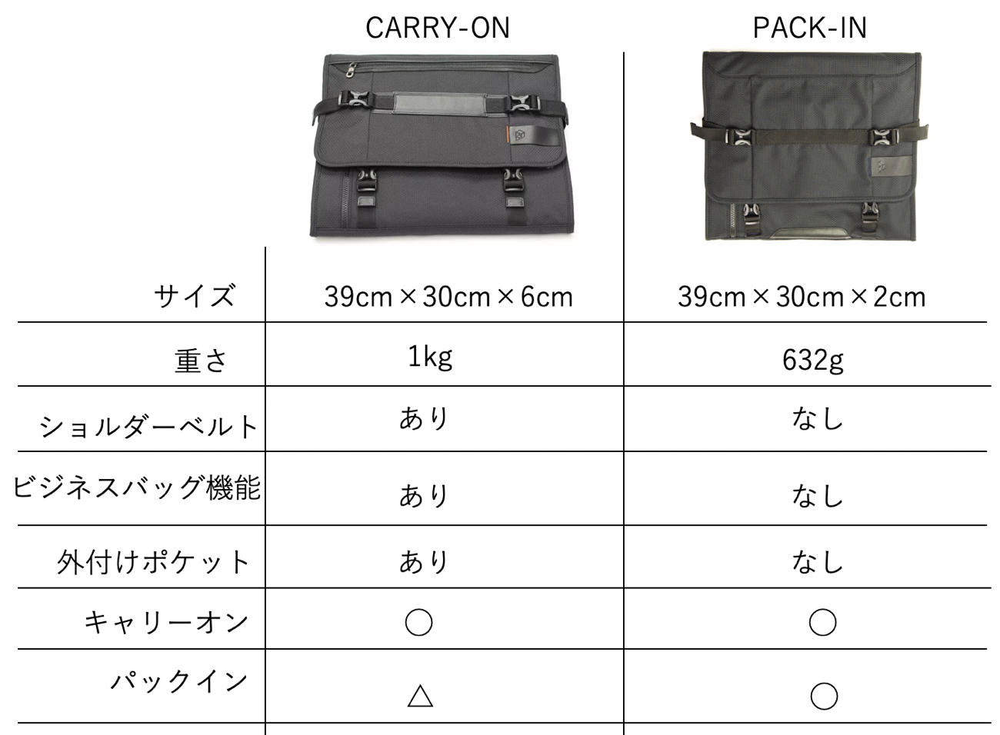 CARRY-ON PACK-IN
サイズ 39cm×30cm×6cm 39cm×30cm×2cm
重さ 1kg 632g
ショルダーベルト あり なし
ビジネスバッグ機能 あり なし
外付けポケット あり なし
キャリーオン ○ ○
パックイン △ ○